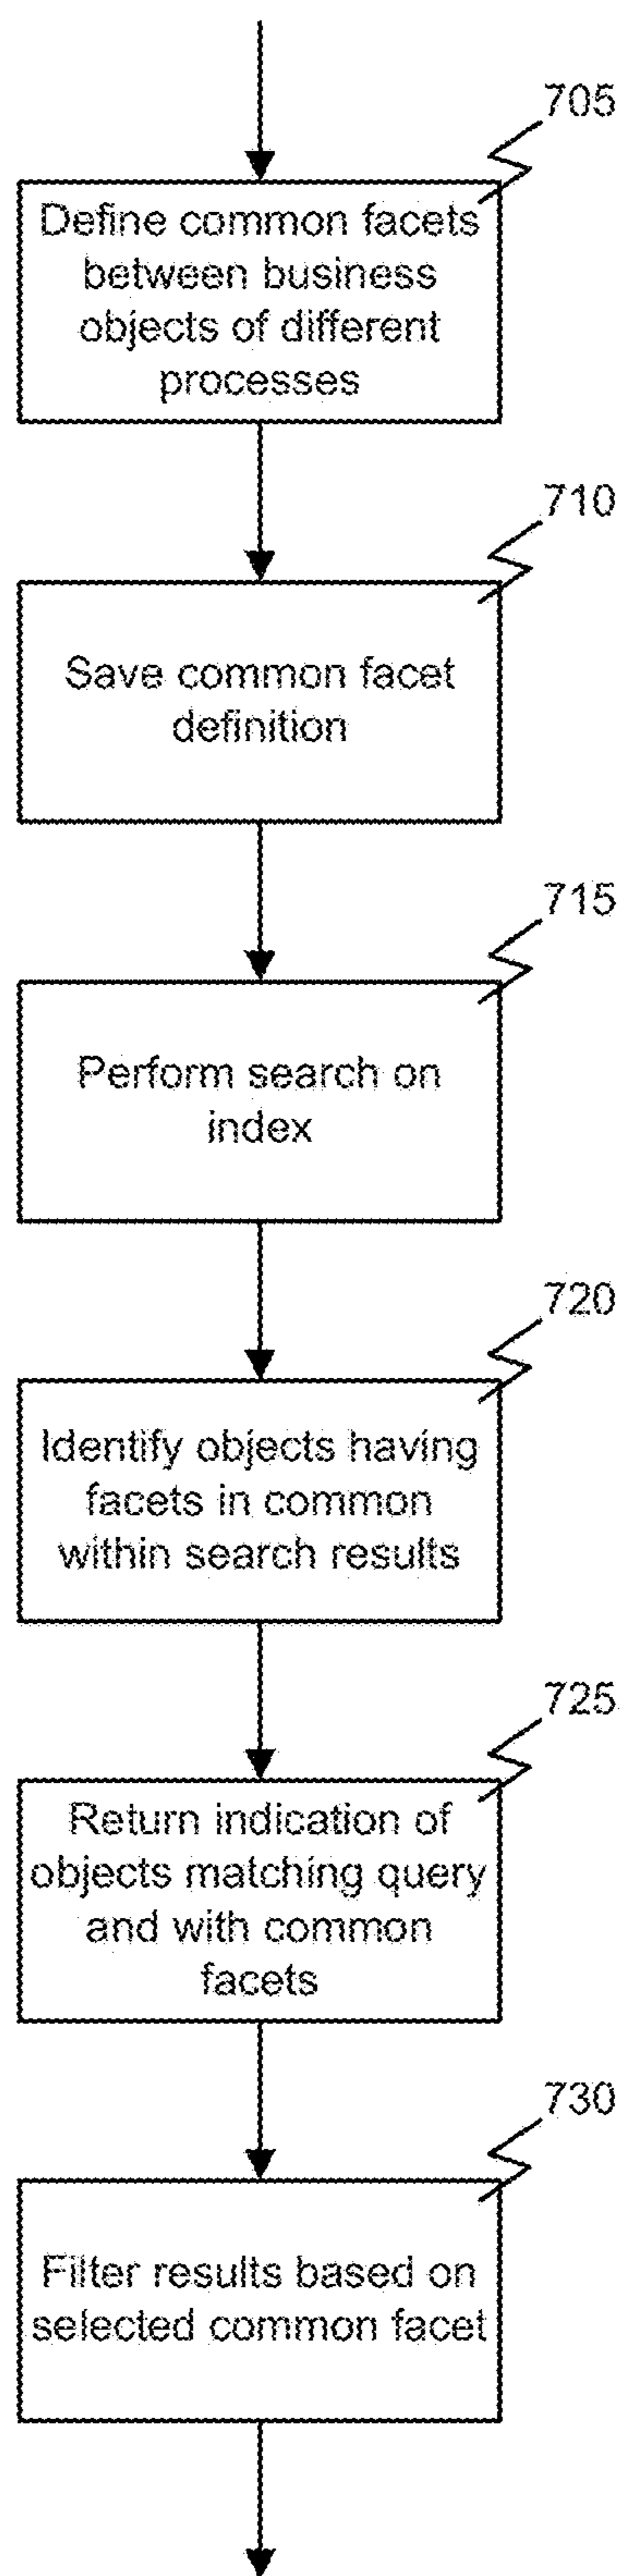 705
Define common facets
between business
objects of different
processes
710
Save common facet
definition
715
Perform search on
index
720
Identify objects having
facets in common
within search results
725
Return indication of
objects matching query
and with common
facets
730
Filter results based on
selected common facet